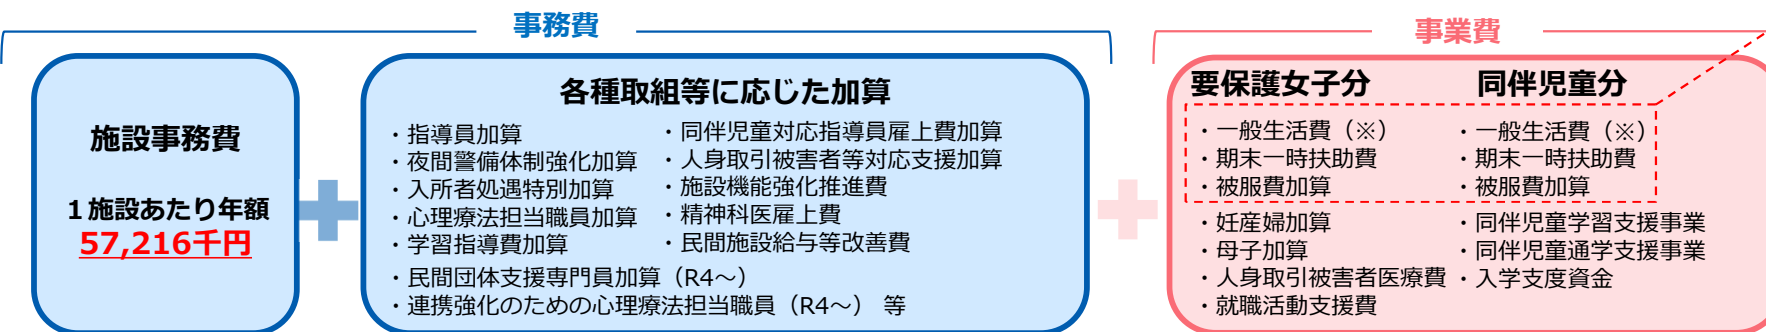 事務費
施設事務費
1施設あたり年額
57,216千円
各種取組等に応じた加算
・指導員加算
・夜間警備体制強化加算
・入所者処遇特別加算
・心理療法担当職員加算
・学習指導費加算
・同伴児童対応指導員雇上費加算
・人身取引被害者等対応支援加算
・施設機能強化推進費
・精神科医雇上費
・民間施設給与等改善費
・民間団体支援専門員加算（R4～）
・連携強化のための心理療法担当職員（R4～） 等
事業費
要保護女子分
・一般生活費（※）
・期末一時扶助費
・被服費加算
・妊産婦加算
・母子加算
・人身取引被害者医療費
・就職活動支援費
同伴児童分
・一般生活費（※）
・期末一時扶助費
・被服費加算
・同伴児童学習支援事業
・同伴児童通学支援事業
・入学支度資金